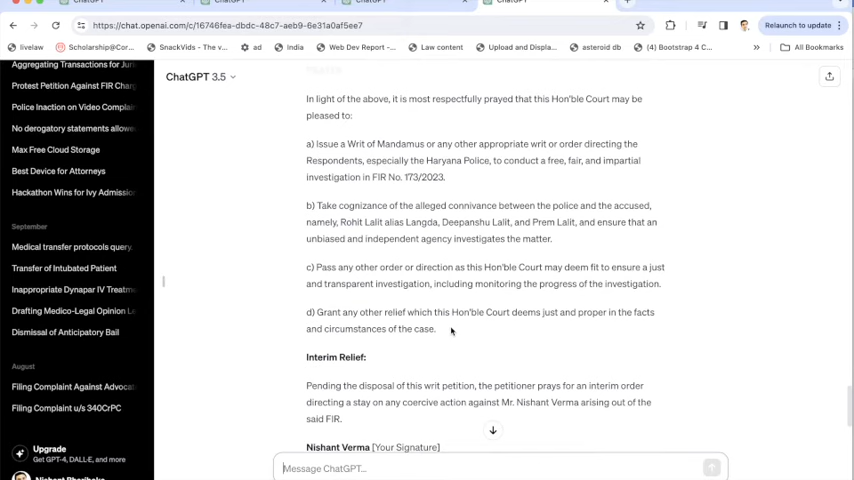 ChatGPT
ChatGPT
ChatGPT
ChatGPT
https://chat.openai.com/c/16746fea-dbdc-48c7-aeb9-6e31a0af5ee7
Relaunch to update
livelaw
Scholarship@Cor...
SnackVids - The v...
ad
India
Web Dev Report -...
Law content
Upload and Displa...
asteroid db
(4) Bootstrap 4 C...
All Bookmarks
Aggregating Transactions for Juri
Protest Petition Against FIR Char
Police Inaction on Video Complai
No derogatory statements allowe
Max Free Cloud Storage
Best Device for Attorneys
Hackathon Wins for Ivy Admissio
September
Medical transfer protocols query.
Transfer of Intubated Patient
Inappropriate Dynapar IV Treatm
Drafting Medico-Legal Opinion Le
Dismissal of Anticipatory Bail
August
Filing Complaint Against Advocat
Filing Complaint u/s 340CrPC
Upgrade
Get GPT-4, DALL·E, and more
ChatGPT 3.5
In light of the above, it is most respectfully prayed that this Hon'ble Court may be
pleased to:
a) Issue a Writ of Mandamus or any other appropriate writ or order directing the
Respondents, especially the Haryana Police, to conduct a free, fair, and impartial
investigation in FIR No. 173/2023.
b) Take cognizance of the alleged connivance between the police and the accused,
namely, Rohit Lalit alias Langda, Deepanshu Lalit, and Prem Lalit, and ensure that an
unbiased and independent agency investigates the matter.
c) Pass any other order or direction as this Hon'ble Court may deem fit to ensure a just
and transparent investigation, including monitoring the progress of the investigation.
d) Grant any other relief which this Hon'ble Court deems just and proper in the facts
and circumstances of the case.
Interim Relief:
Pending the disposal of this writ petition, the petitioner prays for an interim order
directing a stay on any coercive action against Mr. Nishant Verma arising out of the
said FIR.
Nishant Verma [Your Signature]
Message ChatGPT...